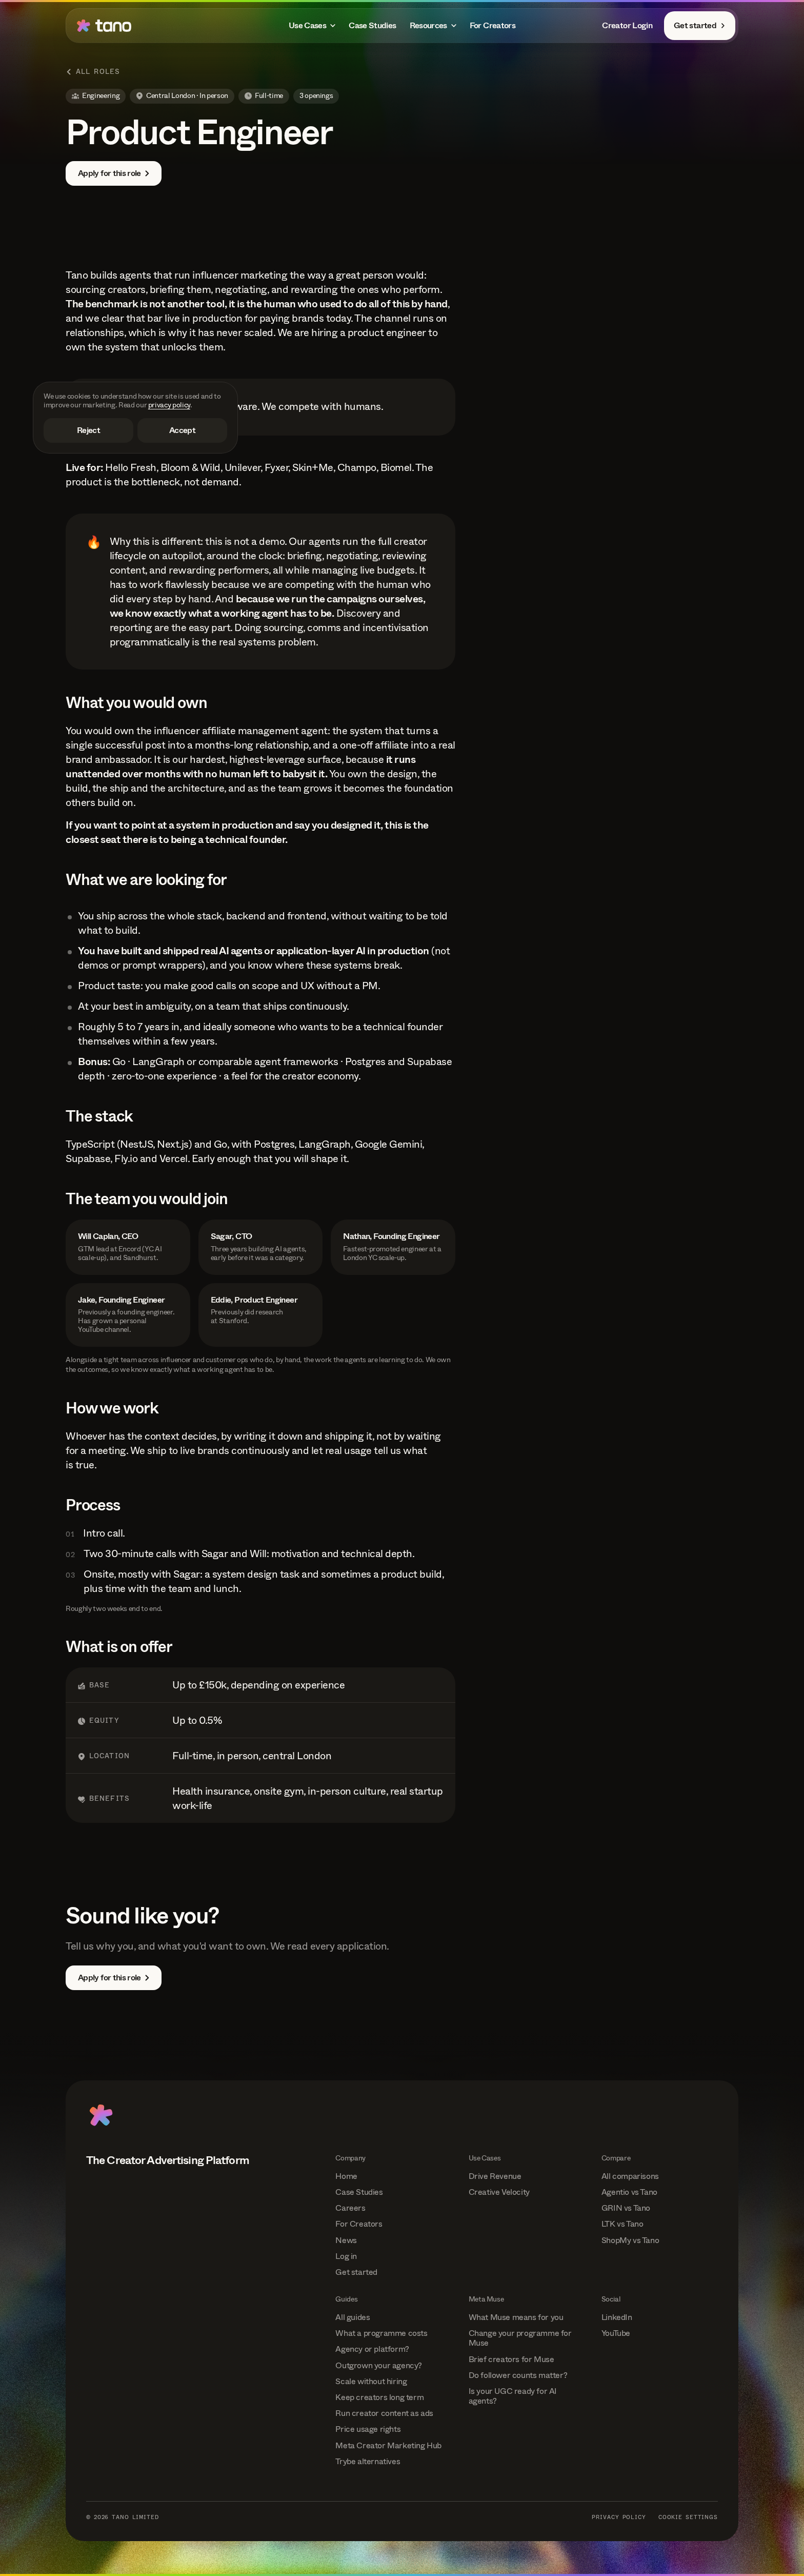 tano
Use Cases
Case Studies
Resources
For Creators
Creator Login
Get started
ALL ROLES
Engineering
Central London · In person
Full-time
3 openings
Product Engineer
Apply for this role
Tano builds agents that run influencer marketing the way a great person would:
sourcing creators, briefing them, negotiating, and rewarding the ones who perform.
The benchmark is not another tool, it is the human who used to do all of this by hand,
and we clear that bar live in production for paying brands today. The channel runs on
relationships, which is why it has never scaled. We are hiring a product engineer to
own the system that unlocks them.
We use cookies to understand how our site is used and to
improve our marketing. Read our privacy policy.
Reject
Accept
ware. We compete with humans.
Live for: Hello Fresh, Bloom & Wild, Unilever, Fyxer, Skin+Me, Champo, Biomel. The
product is the bottleneck, not demand.
🔥
Why this is different: this is not a demo. Our agents run the full creator
lifecycle on autopilot, around the clock: briefing, negotiating, reviewing
content, and rewarding performers, all while managing live budgets. It
has to work flawlessly because we are competing with the human who
did every step by hand. And because we run the campaigns ourselves,
we know exactly what a working agent has to be. Discovery and
reporting are the easy part. Doing sourcing, comms and incentivisation
programmatically is the real systems problem.
What you would own
You would own the influencer affiliate management agent: the system that turns a
single successful post into a months-long relationship, and a one-off affiliate into a real
brand ambassador. It is our hardest, highest-leverage surface, because it runs
unattended over months with no human left to babysit it. You own the design, the
build, the ship and the architecture, and as the team grows it becomes the foundation
others build on.
If you want to point at a system in production and say you designed it, this is the
closest seat there is to being a technical founder.
What we are looking for
You ship across the whole stack, backend and frontend, without waiting to be told
what to build.
You have built and shipped real AI agents or application-layer AI in production (not
demos or prompt wrappers), and you know where these systems break.
Product taste: you make good calls on scope and UX without a PM.
At your best in ambiguity, on a team that ships continuously.
Roughly 5 to 7 years in, and ideally someone who wants to be a technical founder
themselves within a few years.
Bonus: Go · LangGraph or comparable agent frameworks · Postgres and Supabase
depth · zero-to-one experience · a feel for the creator economy.
The stack
TypeScript (NestJS, Next.js) and Go, with Postgres, LangGraph, Google Gemini,
Supabase, Fly.io and Vercel. Early enough that you will shape it.
The team you would join
Will Caplan, CEO
GTM lead at Encord (YC AI
scale-up), and Sandhurst.
Sagar, CTO
Three years building AI agents,
early before it was a category.
Nathan, Founding Engineer
Fastest-promoted engineer at a
London YC scale-up.
Jake, Founding Engineer
Previously a founding engineer.
Has grown a personal
YouTube channel.
Eddie, Product Engineer
Previously did research
at Stanford.
Alongside a tight team across influencer and customer ops who do, by hand, the work the agents are learning to do. We own
the outcomes, so we know exactly what a working agent has to be.
How we work
Whoever has the context decides, by writing it down and shipping it, not by waiting
for a meeting. We ship to live brands continuously and let real usage tell us what
is true.
Process
01 Intro call.
02 Two 30-minute calls with Sagar and Will: motivation and technical depth.
03 Onsite, mostly with Sagar: a system design task and sometimes a product build,
plus time with the team and lunch.
Roughly two weeks end to end.
What is on offer
BASE Up to £150k, depending on experience
EQUITY Up to 0.5%
LOCATION Full-time, in person, central London
BENEFITS Health insurance, onsite gym, in-person culture, real startup
work-life
Sound like you?
Tell us why you, and what you'd want to own. We read every application.
Apply for this role
The Creator Advertising Platform
Company
Home
Case Studies
Careers
For Creators
News
Log in
Get started
Use Cases
Drive Revenue
Creative Velocity
Compare
All comparisons
Agentio vs Tano
GRIN vs Tano
LTK vs Tano
ShopMy vs Tano
Guides
All guides
What a programme costs
Agency or platform?
Outgrown your agency?
Scale without hiring
Keep creators long term
Run creator content as ads
Price usage rights
Meta Creator Marketing Hub
Trybe alternatives
Meta Muse
What Muse means for you
Change your programme for
Muse
Brief creators for Muse
Do follower counts matter?
Is your UGC ready for AI
agents?
Social
LinkedIn
YouTube
© 2026 TANO LIMITED
PRIVACY POLICY
COOKIE SETTINGS